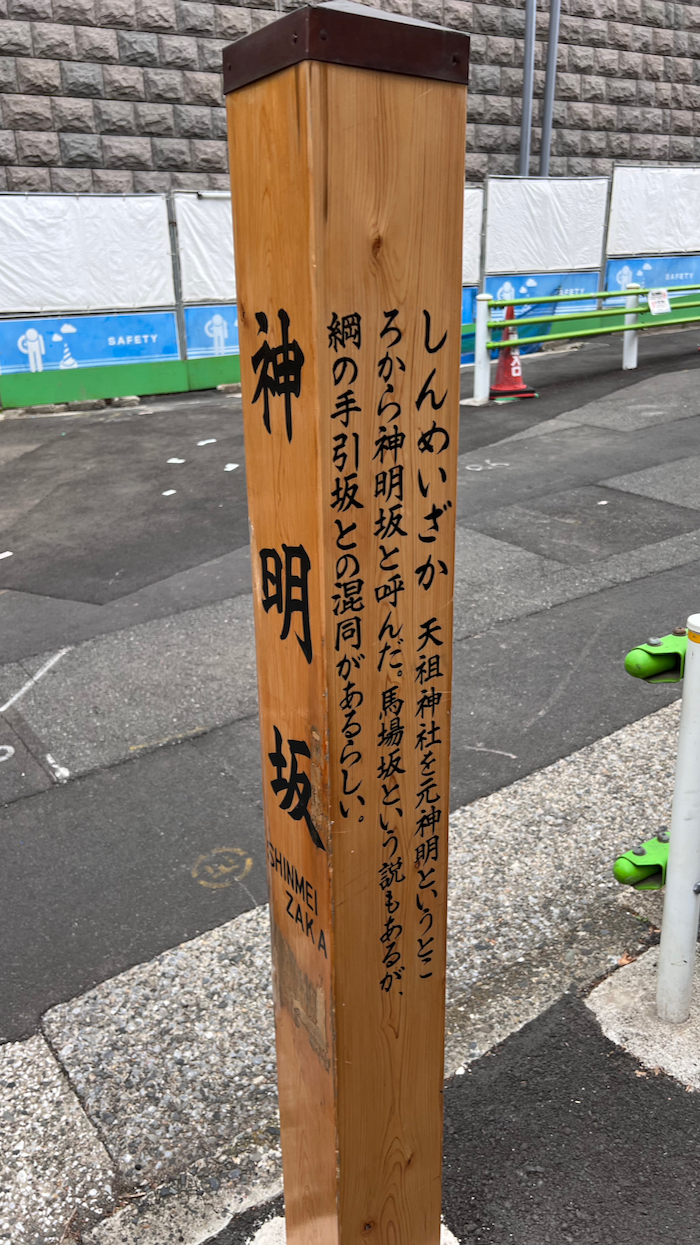 神明坂
SHINMEI
ZAKA
しんめいざか 天祖神社を元神明というとこ
ろから神明坂と呼んだ。馬場坂という説もあるが、
綱の手引坂との混同があるらしい。
SAFETY
SAFETY
SAFETY